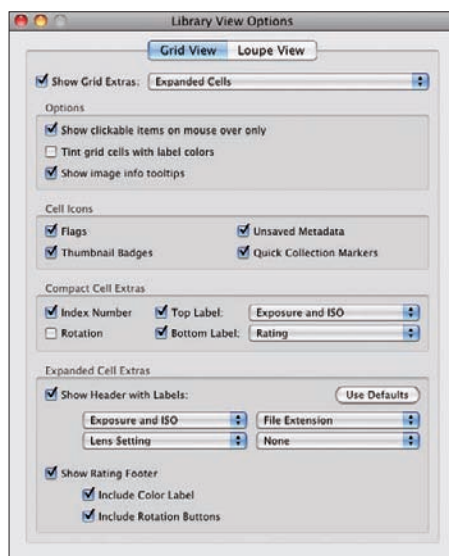 Library View Options
Grid View Loupe View
Show Grid Extras: Expanded Cells
Options
Show clickable items on mouse over only
Tint grid cells with label colors
Show image info tooltips
Cell Icons
Flags Unsaved Metadata
Thumbnail Badges Quick Collection Markers
Compact Cell Extras
Index Number Top Label: Exposure and ISO
Rotation Bottom Label: Rating
Expanded Cell Extras
Show Header with Labels: Use Defaults
Exposure and ISO File Extension
Lens Setting None
Show Rating Footer
Include Color Label
Include Rotation Buttons